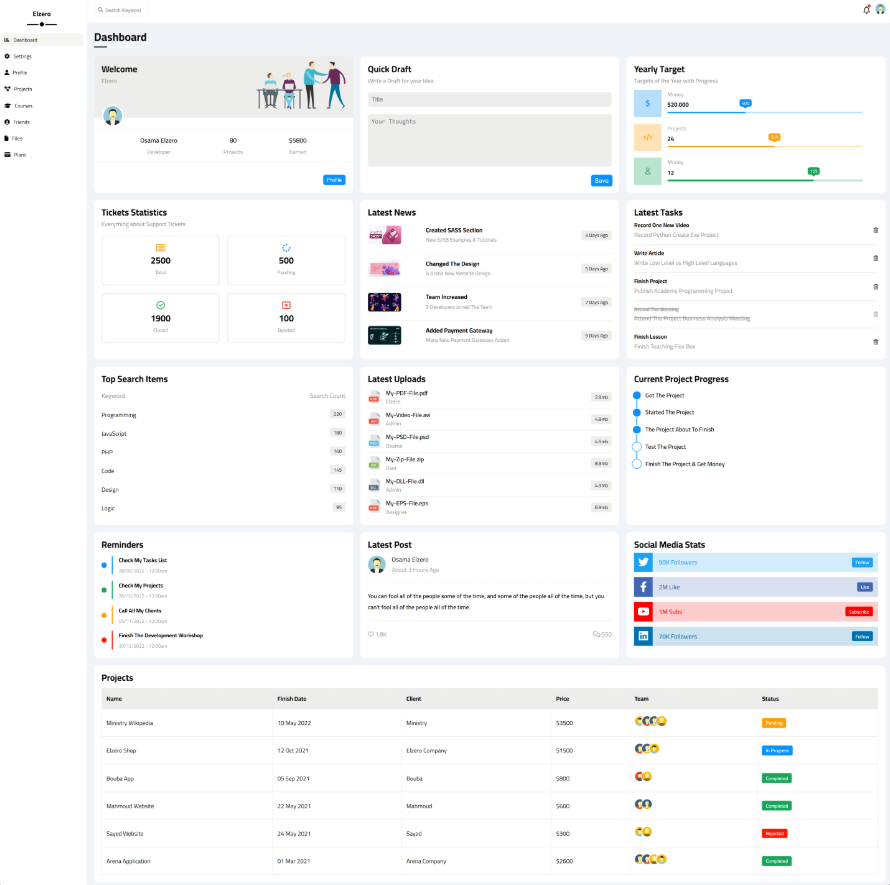 Elzero
Search Keyword
Dashboard
Settings
Profile
Projects
Courses
Friends
Files
Plans
Dashboard
Welcome
Elzero
Osama Elzero
Developer
80
Projects
$5800
Earned
Profile
Quick Draft
Write a Draft for your Idea
Title
Your Thoughts
Save
Yearly Target
Targets of the Year with Progress
Money
$20.000
Projects
24
Money
12
Tickets Statistics
Everything about Support Tickets
2500
Total
500
Pending
1900
Closed
100
Deleted
Latest News
Created SASS Section
New SASS Examples & Tutorials
3 Days Ago
Changed The Design
A Brand New Website Design
5 Days Ago
Team Increased
3 Developers Joined The Team
7 Days Ago
Added Payment Gateway
Many New Payment Gateways Added
9 Days Ago
Latest Tasks
Record One New Video
Record Python Create Exe Project
Write Article
Write Low Level vs High Level Languages
Finish Project
Publish Academy Programming Project
Attend The Meeting
Attend The Project Business Analysis Meeting
Finish Lesson
Finish Teaching Flex Box
Top Search Items
Keyword Search Count
Programming 220
JavaScript 180
PHP 160
Code 145
Design 110
Logic 95
Latest Uploads
My-PDF-File.pdf
Elzero
2.9mb
My-Video-File.avi
Admin
4.9mb
My-PSD-File.psd
Osama
4.5mb
My-Zip-File.zip
User
8.9mb
My-DLL-File.dll
Admin
4.9mb
My-EPS-File.eps
Designer
8.9mb
Current Project Progress
Got The Project
Started The Project
The Project About To Finish
Test The Project
Finish The Project & Get Money
Reminders
Check My Tasks List
28/09/2022 - 12:00am
Check My Projects
26/10/2022 - 12:00am
Call All My Clients
05/11/2022 - 12:00am
Finish The Development Workshop
20/12/2022 - 12:00am
Latest Post
Osama Elzero
About 3 Hours Ago
You can fool all of the people some of the time, and some of the people all of the time, but you
can't fool all of the people all of the time.
1.8K
500
Social Media Stats
90K Followers
Follow
2M Like
Like
1M Subs
Subscribe
70K Followers
Follow
Projects
Name Finish Date Client Price Team Status
Ministry Wikipedia 10 May 2022 Ministry $3500 Pending
Elzero Shop 12 Oct 2021 Elzero Company $1500 In Progress
Bouba App 05 Sep 2021 Bouba $800 Completed
Mahmoud Website 22 May 2021 Mahmoud $600 Completed
Sayed Website 24 May 2021 Sayed $300 Rejected
Arena Application 01 Mar 2021 Arena Company $2600 Completed